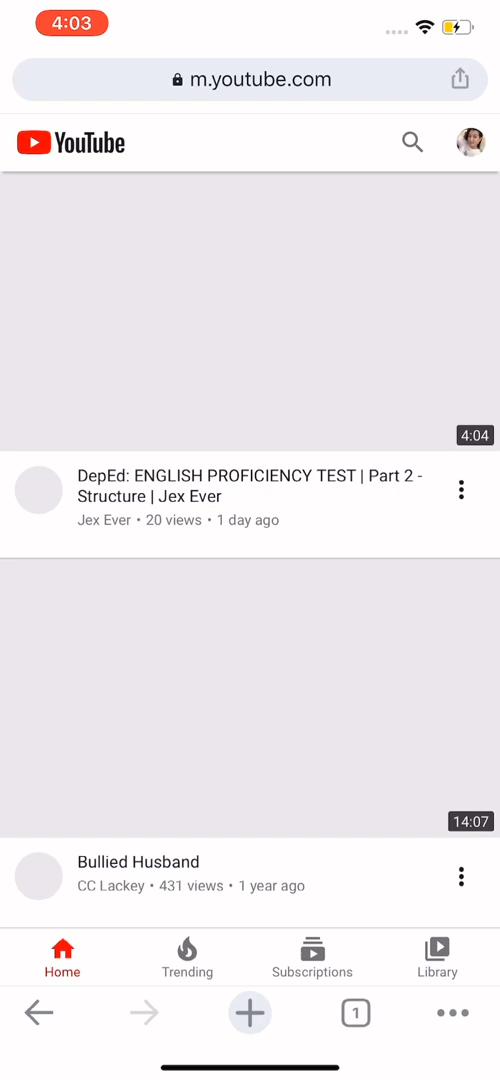 4:03
m.youtube.com
YouTube
4:04
DepEd: ENGLISH PROFICIENCY TEST | Part 2 -
Structure | Jex Ever
Jex Ever • 20 views • 1 day ago
14:07
Bullied Husband
CC Lackey • 431 views • 1 year ago
Home Trending Subscriptions Library
1